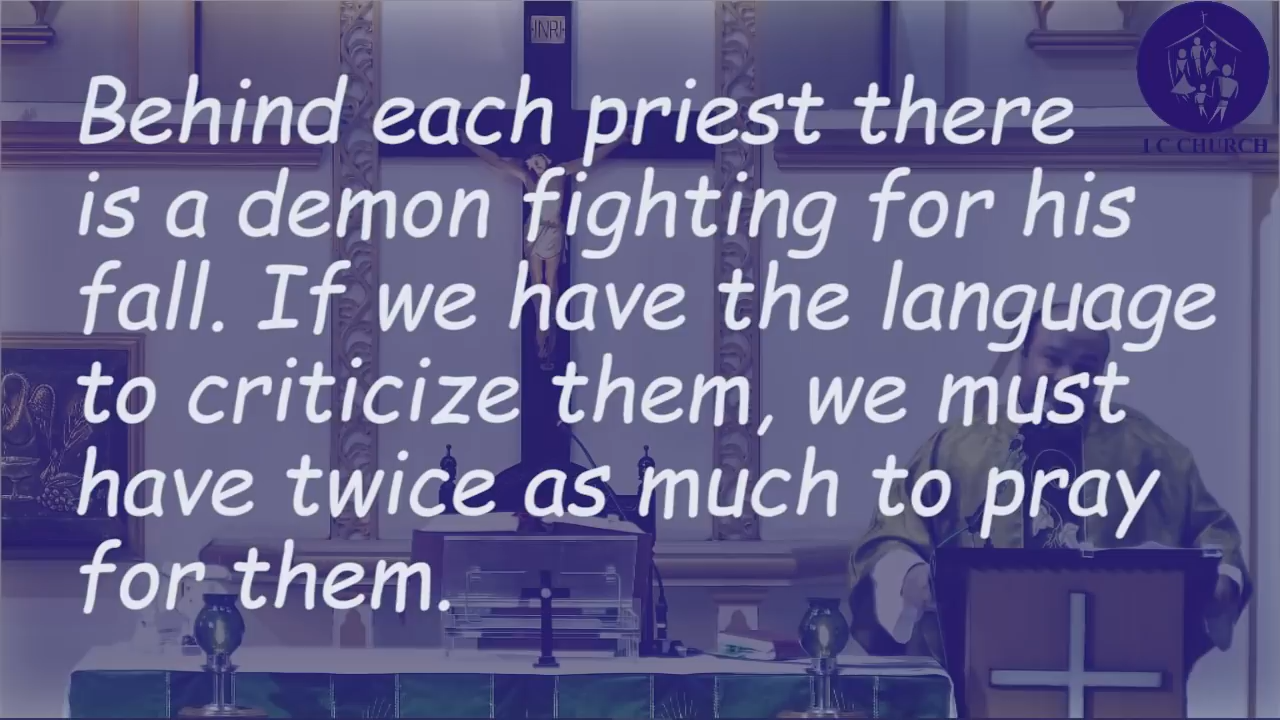 INRI
I C CHURCH
Behind each priest there
is a demon fighting for his
fall. If we have the language
to criticize them, we must
have twice as much to pray
for them.